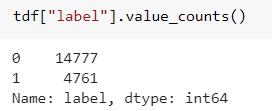 tdf["label"].value_counts()
0    14777
1     4761
Name: label, dtype: int64